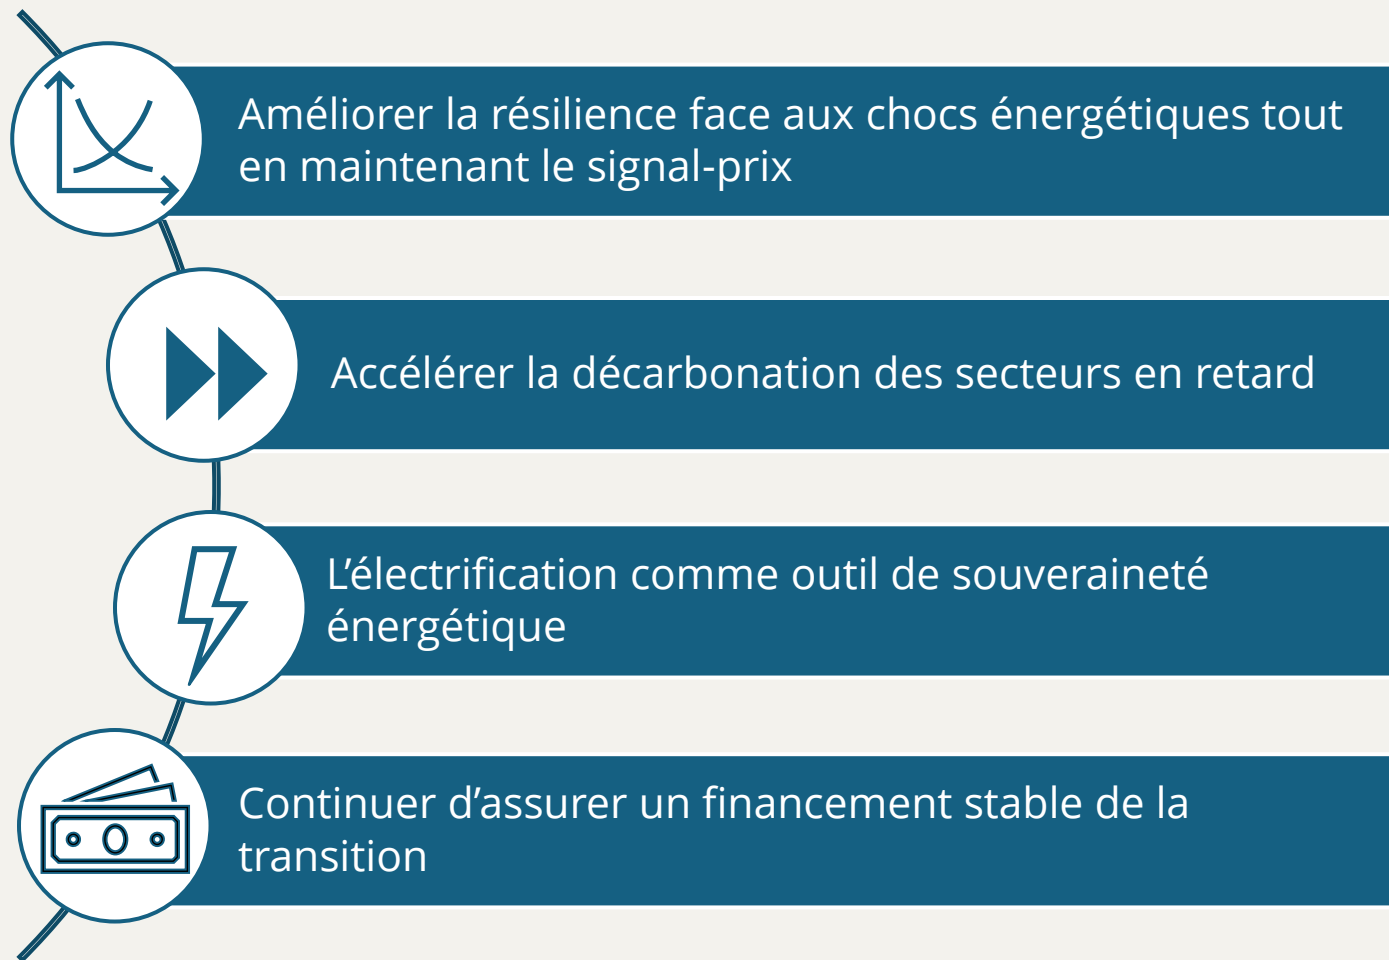 Améliorer la résilience face aux chocs énergétiques tout
en maintenant le signal-prix
Accélérer la décarbonation des secteurs en retard
L’électrification comme outil de souveraineté
énergétique
Continuer d’assurer un financement stable de la
transition